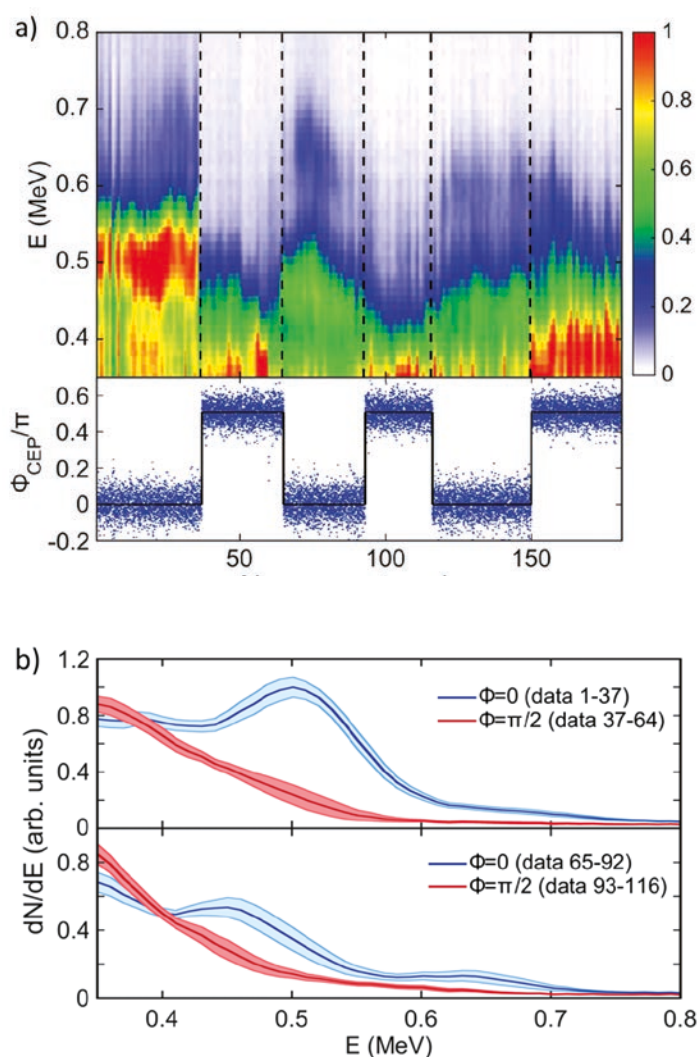 a)
0.8
0.7
0.6
0.5
0.4
E (MeV)
1
0.8
0.6
0.4
0.2
0
0.6
0.4
0.2
0
-0.2
Φ_CEP/π
50 100 150
b)
1.2
0.8
0.4
0
Φ=0 (data 1-37)
Φ=π/2 (data 37-64)
0.8
0.4
0
Φ=0 (data 65-92)
Φ=π/2 (data 93-116)
dN/dE (arb. units)
0.4 0.5 0.6 0.7 0.8
E (MeV)